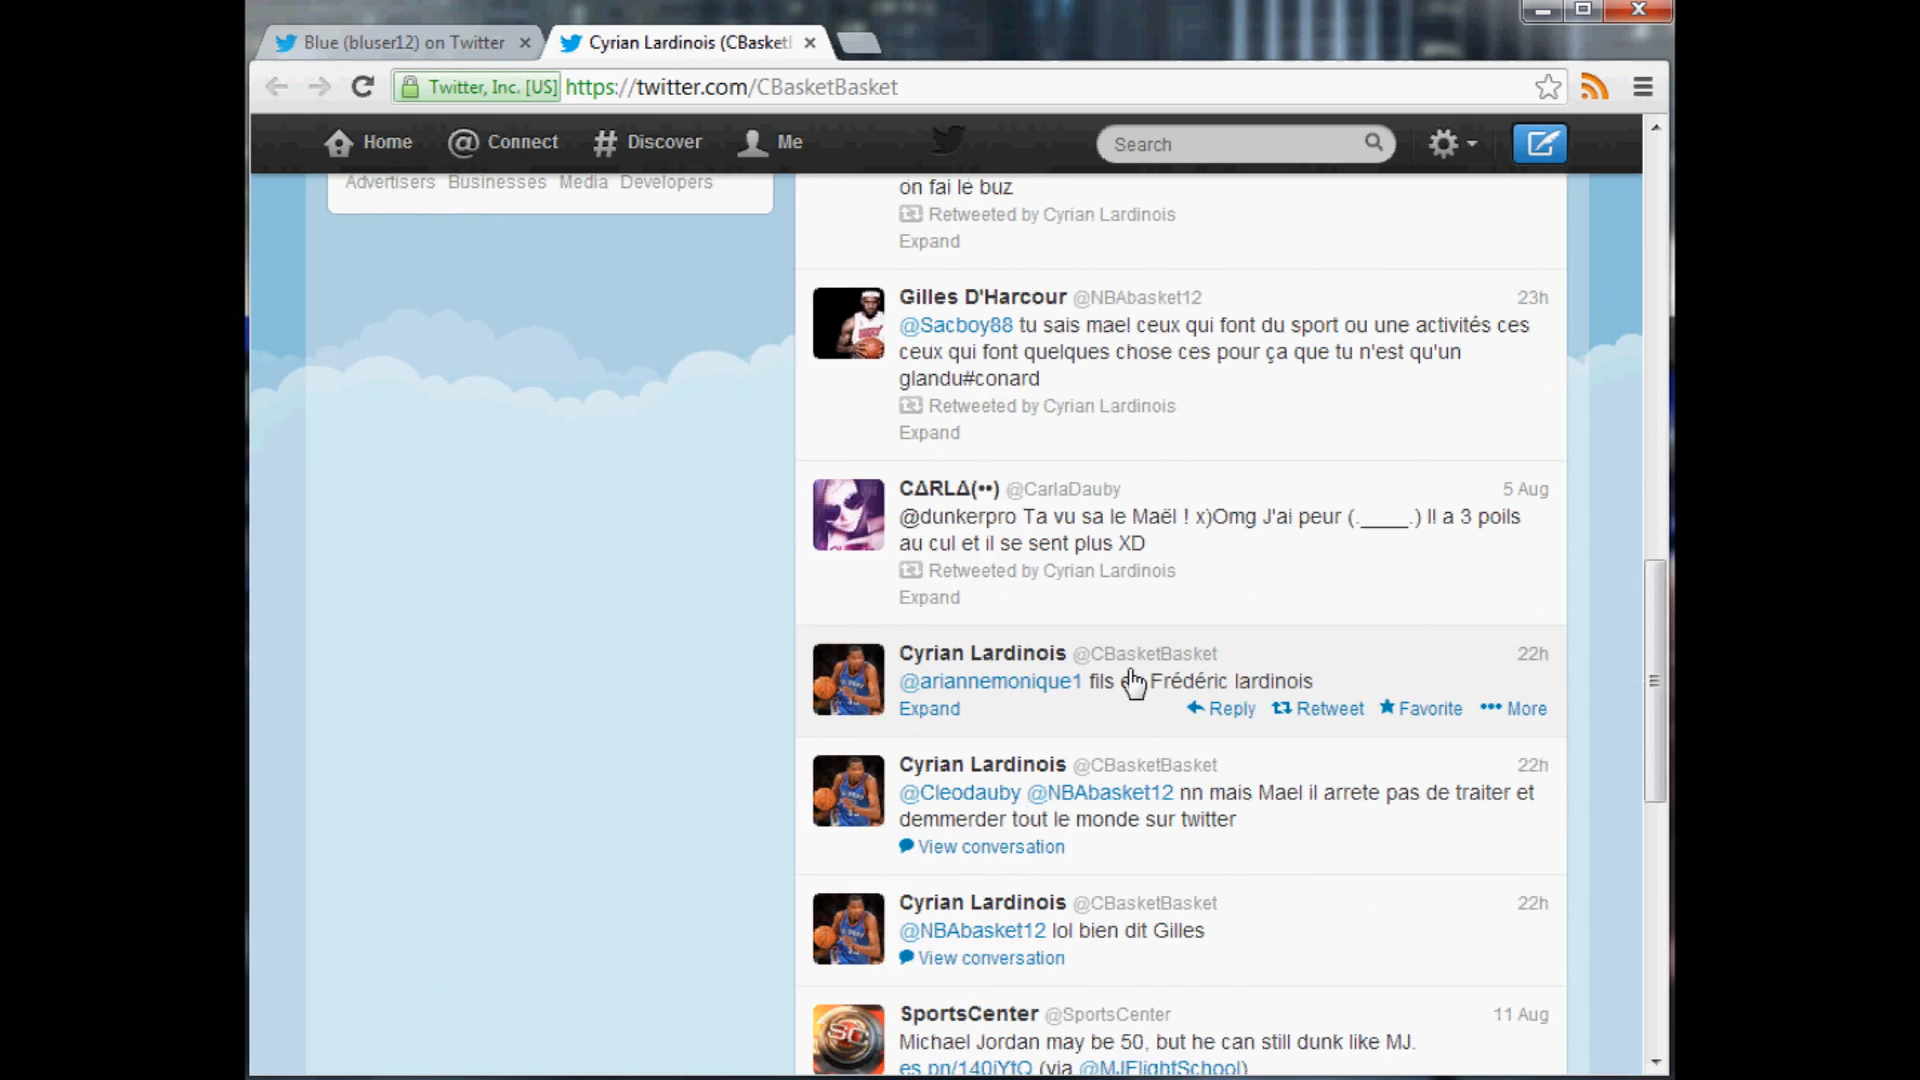 Blue (bluser12) on Twitter
Cyrian Lardinois (CBasket
Twitter, Inc. [US] https://twitter.com/CBasketBasket
Home Connect Discover Me Search
Advertisers Businesses Media Developers
on fai le buz
Retweeted by Cyrian Lardinois
Expand
Gilles D'Harcour @NBAbasket12 23h
@Sacboy88 tu sais mael ceux qui font du sport ou une activités ces
ceux qui font quelques chose ces pour ça que tu n'est qu'un
glandu#conard
Retweeted by Cyrian Lardinois
Expand
CΔRLΔ(••) @CarlaDauby 5 Aug
@dunkerpro Ta vu sa le Maël ! x)Omg J'ai peur (.____.) Il a 3 poils
au cul et il se sent plus XD
Retweeted by Cyrian Lardinois
Expand
Cyrian Lardinois @CBasketBasket 22h
@ariannemonique1 fils Frédéric lardinois
Expand Reply Retweet Favorite More
Cyrian Lardinois @CBasketBasket 22h
@Cleodauby @NBAbasket12 nn mais Mael il arrete pas de traiter et
demmerder tout le monde sur twitter
View conversation
Cyrian Lardinois @CBasketBasket 22h
@NBAbasket12 lol bien dit Gilles
View conversation
SC
SportsCenter @SportsCenter 11 Aug
Michael Jordan may be 50, but he can still dunk like MJ.
es.pn/140jYtQ (via @MJFlightSchool)